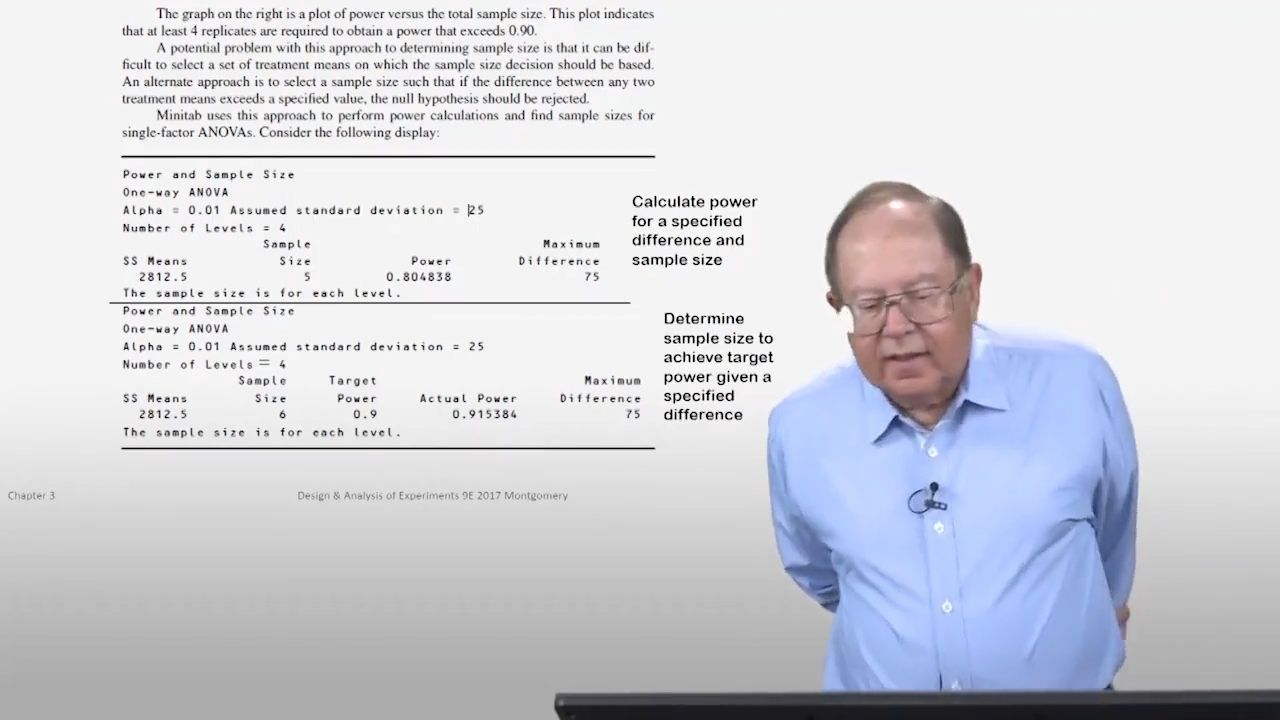 The graph on the right is a plot of power versus the total sample size. This plot indicates
that at least 4 replicates are required to obtain a power that exceeds 0.90.
A potential problem with this approach to determining sample size is that it can be dif-
ficult to select a set of treatment means on which the sample size decision should be based.
An alternate approach is to select a sample size such that if the difference between any two
treatment means exceeds a specified value, the null hypothesis should be rejected.
Minitab uses this approach to perform power calculations and find sample sizes for
single-factor ANOVAs. Consider the following display:
Power and Sample Size
One-way ANOVA
Alpha = 0.01 Assumed standard deviation = 25
Number of Levels = 4
Sample Maximum
SS Means Size Power Difference
2812.5 5 0.804838 75
The sample size is for each level.
Calculate power
for a specified
difference and
sample size
Power and Sample Size
One-way ANOVA
Alpha = 0.01 Assumed standard deviation = 25
Number of Levels = 4
Sample Target Maximum
SS Means Size Power Actual Power Difference
2812.5 6 0.9 0.915384 75
The sample size is for each level.
Determine
sample size to
achieve target
power given a
specified
difference
Chapter 3
Design & Analysis of Experiments 9E 2017 Montgomery